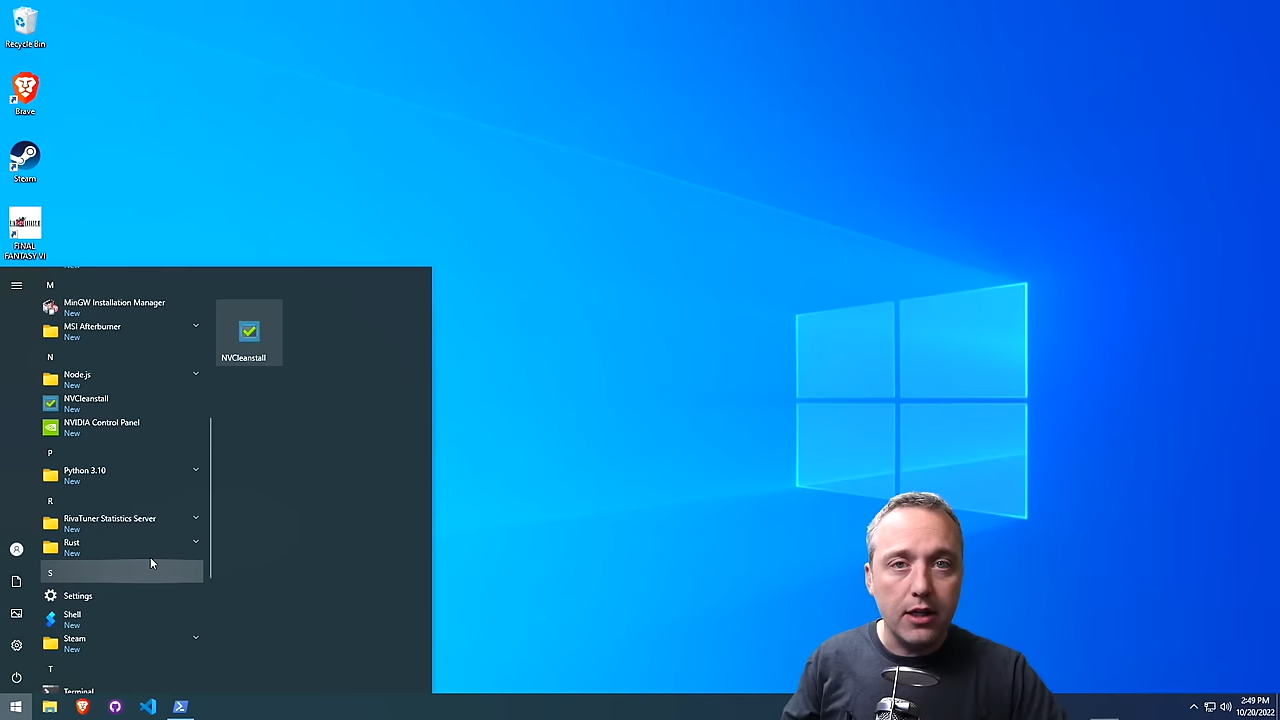 Recycle Bin
Brave
Steam
FINAL
FANTASY VI
M
MinGW Installation Manager
New
MSI Afterburner
New
N
Node.js
New
NVCleanstall
New
NVIDIA Control Panel
New
P
Python 3.10
New
R
RivaTuner Statistics Server
New
Rust
New
S
Settings
Shell
New
Steam
New
T
Terminal
NVCleanstall
2:49 PM
10/20/2022